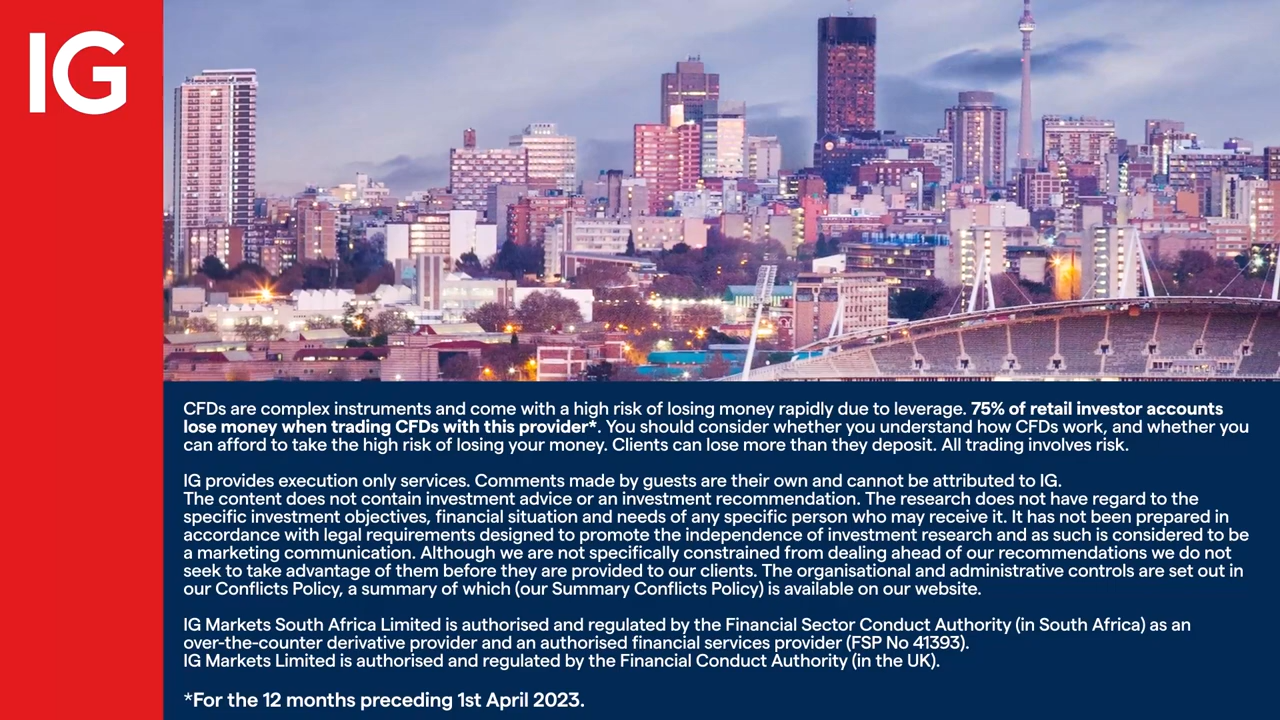 IG
CFDs are complex instruments and come with a high risk of losing money rapidly due to leverage. 75% of retail investor accounts
lose money when trading CFDs with this provider*. You should consider whether you understand how CFDs work, and whether you
can afford to take the high risk of losing your money. Clients can lose more than they deposit. All trading involves risk.
IG provides execution only services. Comments made by guests are their own and cannot be attributed to IG.
The content does not contain investment advice or an investment recommendation. The research does not have regard to the
specific investment objectives, financial situation and needs of any specific person who may receive it. It has not been prepared in
accordance with legal requirements designed to promote the independence of investment research and as such is considered to be
a marketing communication. Although we are not specifically constrained from dealing ahead of our recommendations we do not
seek to take advantage of them before they are provided to our clients. The organisational and administrative controls are set out in
our Conflicts Policy, a summary of which (our Summary Conflicts Policy) is available on our website.
IG Markets South Africa Limited is authorised and regulated by the Financial Sector Conduct Authority (in South Africa) as an
over-the-counter derivative provider and an authorised financial services provider (FSP No 41393).
IG Markets Limited is authorised and regulated by the Financial Conduct Authority (in the UK).
*For the 12 months preceding 1st April 2023.